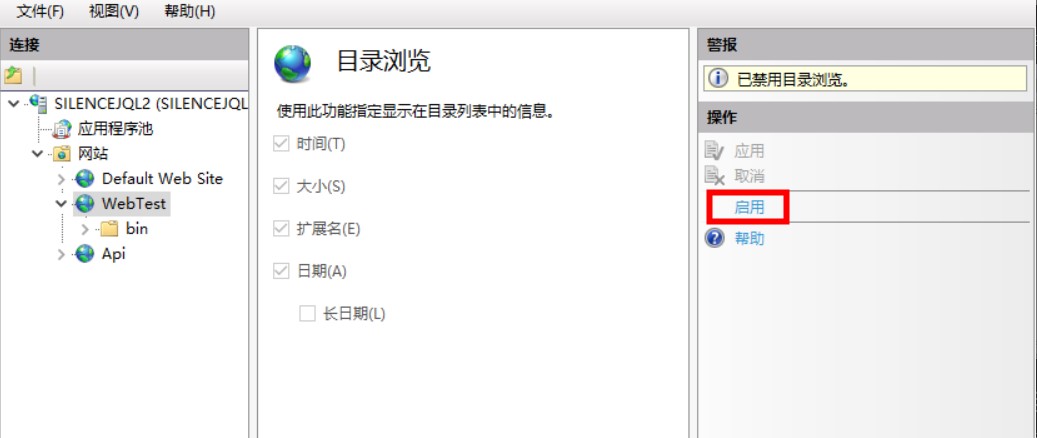 文件(F) 视图(V) 帮助(H)
连接
SILENCEJQL2 (SILENCEJQL
应用程序池
网站
Default Web Site
WebTest
bin
Api
目录浏览
使用此功能指定显示在目录列表中的信息。
时间(T)
大小(S)
扩展名(E)
日期(A)
长日期(L)
警报
已禁用目录浏览。
操作
应用
取消
启用
帮助